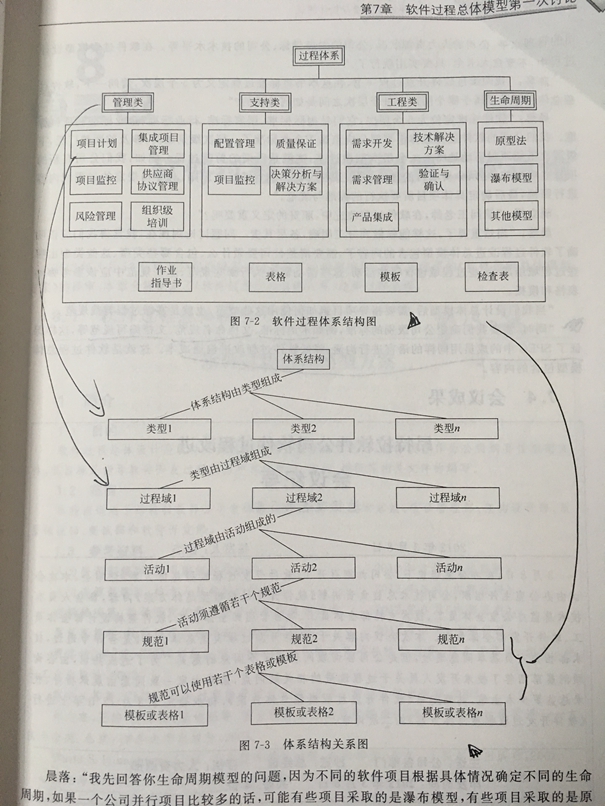 第7章 软件过程总体模型第一次讨论
过程体系
管理类 支持类 工程类 生命周期
项目计划 集成项目管理 配置管理 质量保证 需求开发 技术解决方案 原型法
项目监控 供应商协议管理 项目监控 决策分析与解决方案 需求管理 验证与确认 瀑布模型
风险管理 组织级培训 产品集成 其他模型
作业指导书 表格 模板 检查表
图 7-2 软件过程体系结构图
体系结构
体系结构由类型组成
类型1 类型2 类型n
类型由过程域组成
过程域1 过程域2 过程域n
过程域由活动组成的
活动1 活动2 活动n
活动须遵循若干个规范
规范1 规范2 规范n
规范可以使用若干个表格或模板
模板或表格1 模板或表格2 模板或表格n
图 7-3 体系结构关系图
晨落：“我先回答你生命周期模型的问题，因为不同的软件项目根据具体情况确定不同的生命
周期，如果一个公司并行项目比较多的话，可能有些项目采取的是瀑布模型，有些项目采取的是原